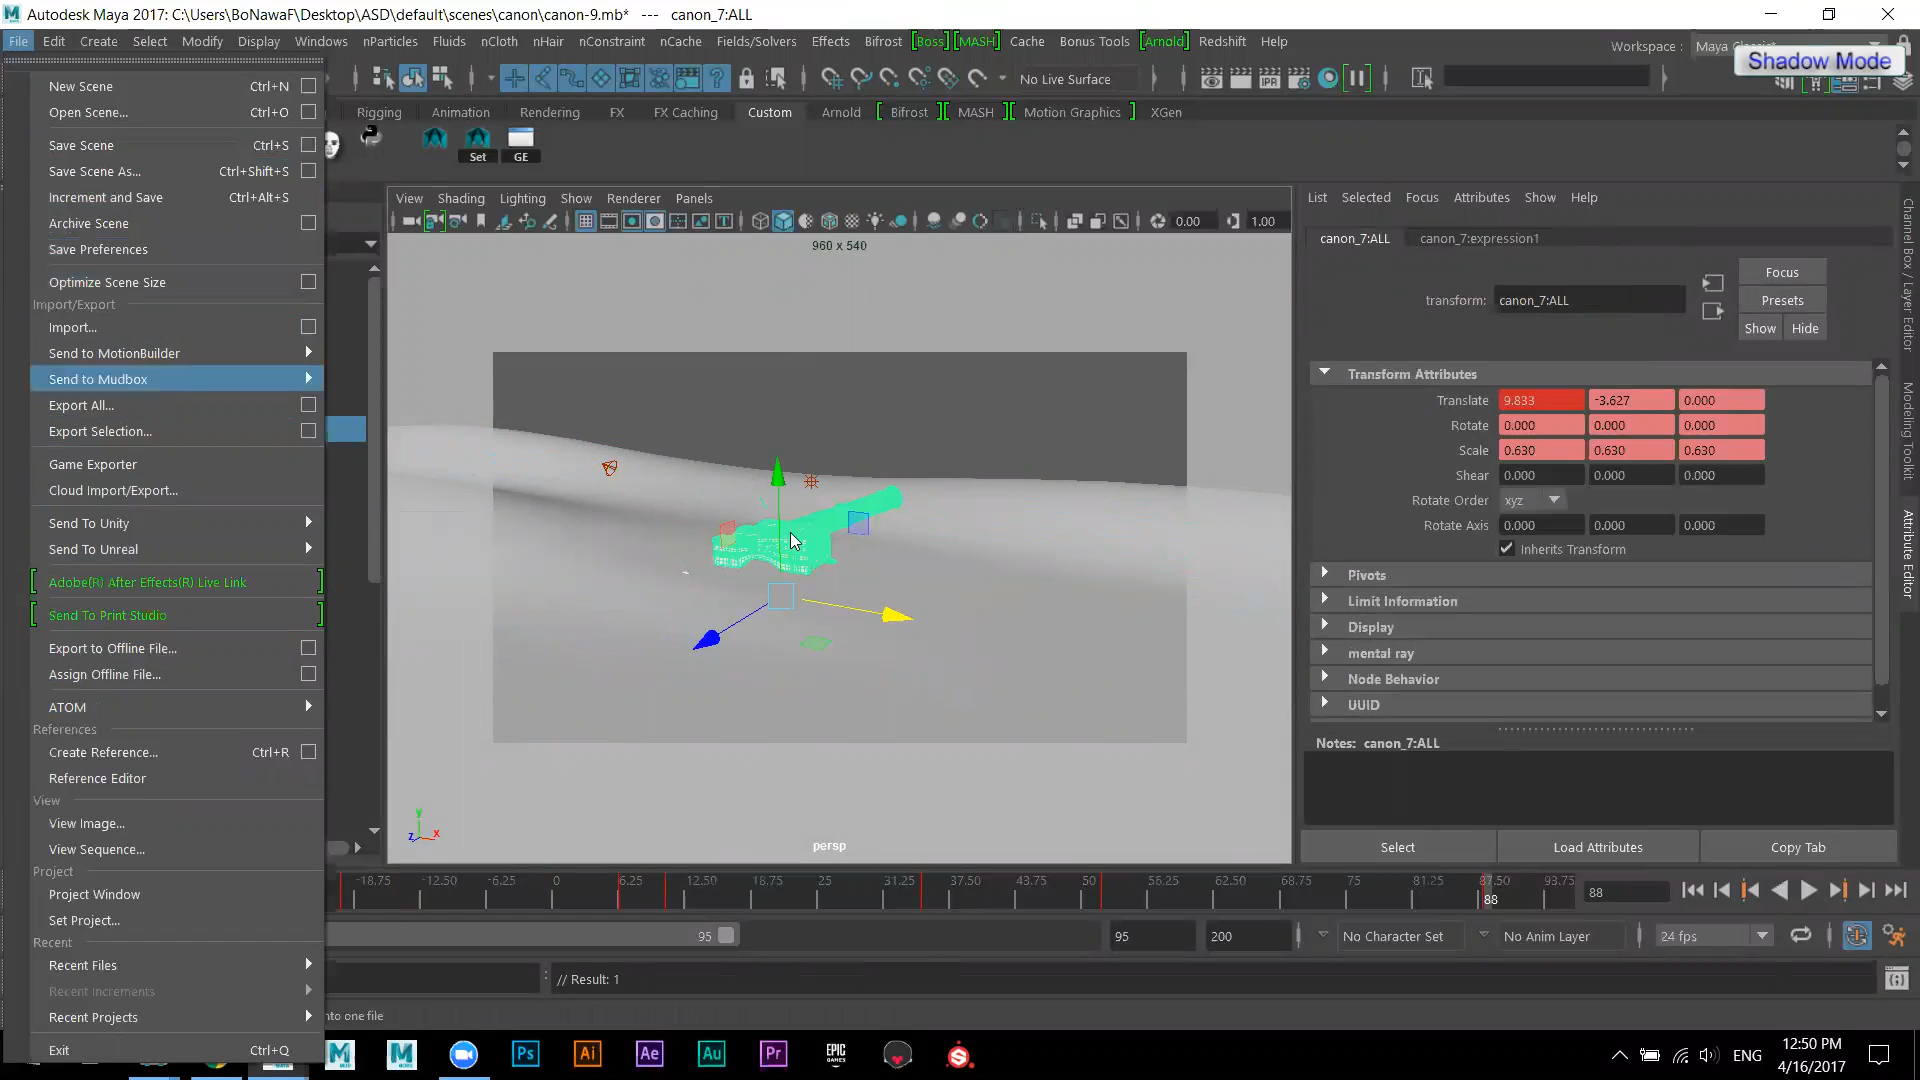 Autodesk Maya 2017: C:\Users\BoNawaF\Desktop\ASD\default\scenes\canon\canon-9.mb* --- canon_7:ALL
File Edit Create Select Modify Display Windows nParticles Fluids nCloth nHair nConstraint nCache Fields/Solvers Effects Bifrost [Boss] [MASH] Cache Bonus Tools [Arnold] Redshift Help
Workspace :
Shadow Mode
No Live Surface
Rigging Animation Rendering FX FX Caching Custom Arnold [ Bifrost ] [ MASH ] [ Motion Graphics ] XGen
Set GE
New Scene Ctrl+N
Open Scene... Ctrl+O
Save Scene Ctrl+S
Save Scene As... Ctrl+Shift+S
Increment and Save Ctrl+Alt+S
Archive Scene
Save Preferences
Optimize Scene Size
Import/Export
Import...
Send to MotionBuilder
Send to Mudbox
Export All...
Export Selection...
Game Exporter
Cloud Import/Export...
Send To Unity
Send To Unreal
Adobe(R) After Effects(R) Live Link
Send To Print Studio
Export to Offline File...
Assign Offline File...
ATOM
References
Create Reference... Ctrl+R
Reference Editor
View
View Image...
View Sequence...
Project
Project Window
Set Project...
Recent
Recent Files
Recent Increments
Recent Projects
Exit Ctrl+Q
View Shading Lighting Show Renderer Panels
0.00 1.00
960 x 540
persp
y
z x
List Selected Focus Attributes Show Help
canon_7:ALL canon_7:expression1
transform: canon_7:ALL
Focus
Presets
Show Hide
Transform Attributes
Translate 9.833 -3.627 0.000
Rotate 0.000 0.000 0.000
Scale 0.630 0.630 0.630
Shear 0.000 0.000 0.000
Rotate Order xyz
Rotate Axis 0.000 0.000 0.000
Inherits Transform
Pivots
Limit Information
Display
mental ray
Node Behavior
UUID
Notes: canon_7:ALL
Select Load Attributes Copy Tab
Channel Box / Layer Editor
Modeling Toolkit
Attribute Editor
-18.75 -12.50 -6.25 0 6.25 12.50 18.75 25 31.25 37.50 43.75 50 56.25 62.50 68.75 75 81.25 87.50 93.75
88 88
95 95 200 No Character Set No Anim Layer 24 fps
// Result: 1
nto one file
Ps Ai Ae Au Pr EPIC GAMES
ENG 12:50 PM
4/16/2017